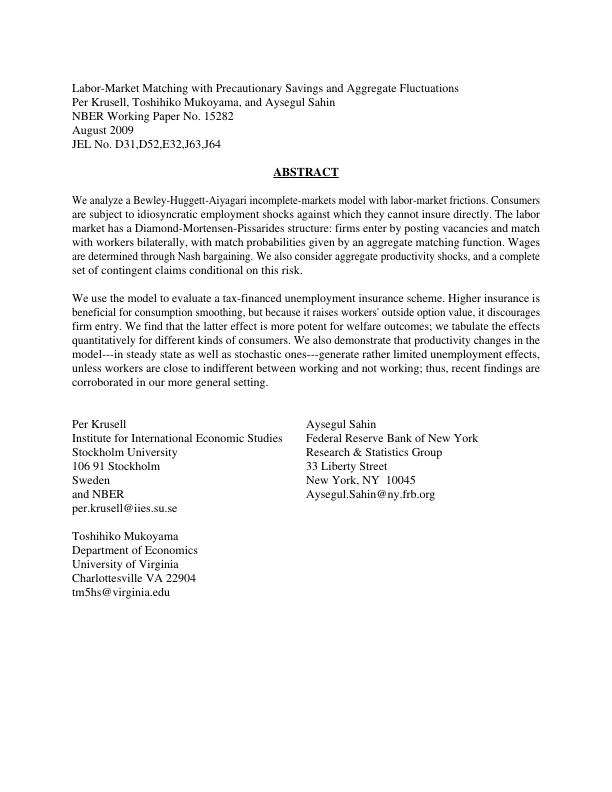 Labor-Market Matching with Precautionary Savings and Aggregate Fluctuations
Per Krusell, Toshihiko Mukoyama, and Aysegul Sahin
NBER Working Paper No. 15282
August 2009
JEL No. D31,D52,E32,J63,J64
ABSTRACT
We analyze a Bewley-Huggett-Aiyagari incomplete-markets model with labor-market frictions. Consumers
are subject to idiosyncratic employment shocks against which they cannot insure directly. The labor
market has a Diamond-Mortensen-Pissarides structure: firms enter by posting vacancies and match
with workers bilaterally, with match probabilities given by an aggregate matching function. Wages
are determined through Nash bargaining. We also consider aggregate productivity shocks, and a complete
set of contingent claims conditional on this risk.
We use the model to evaluate a tax-financed unemployment insurance scheme. Higher insurance is
beneficial for consumption smoothing, but because it raises workers' outside option value, it discourages
firm entry. We find that the latter effect is more potent for welfare outcomes; we tabulate the effects
quantitatively for different kinds of consumers. We also demonstrate that productivity changes in the
model---in steady state as well as stochastic ones---generate rather limited unemployment effects,
unless workers are close to indifferent between working and not working; thus, recent findings are
corroborated in our more general setting.
Per Krusell
Institute for International Economic Studies
Stockholm University
106 91 Stockholm
Sweden
and NBER
per.krusell@iies.su.se
Toshihiko Mukoyama
Department of Economics
University of Virginia
Charlottesville VA 22904
tm5hs@virginia.edu
Aysegul Sahin
Federal Reserve Bank of New York
Research & Statistics Group
33 Liberty Street
New York, NY  10045
Aysegul.Sahin@ny.frb.org